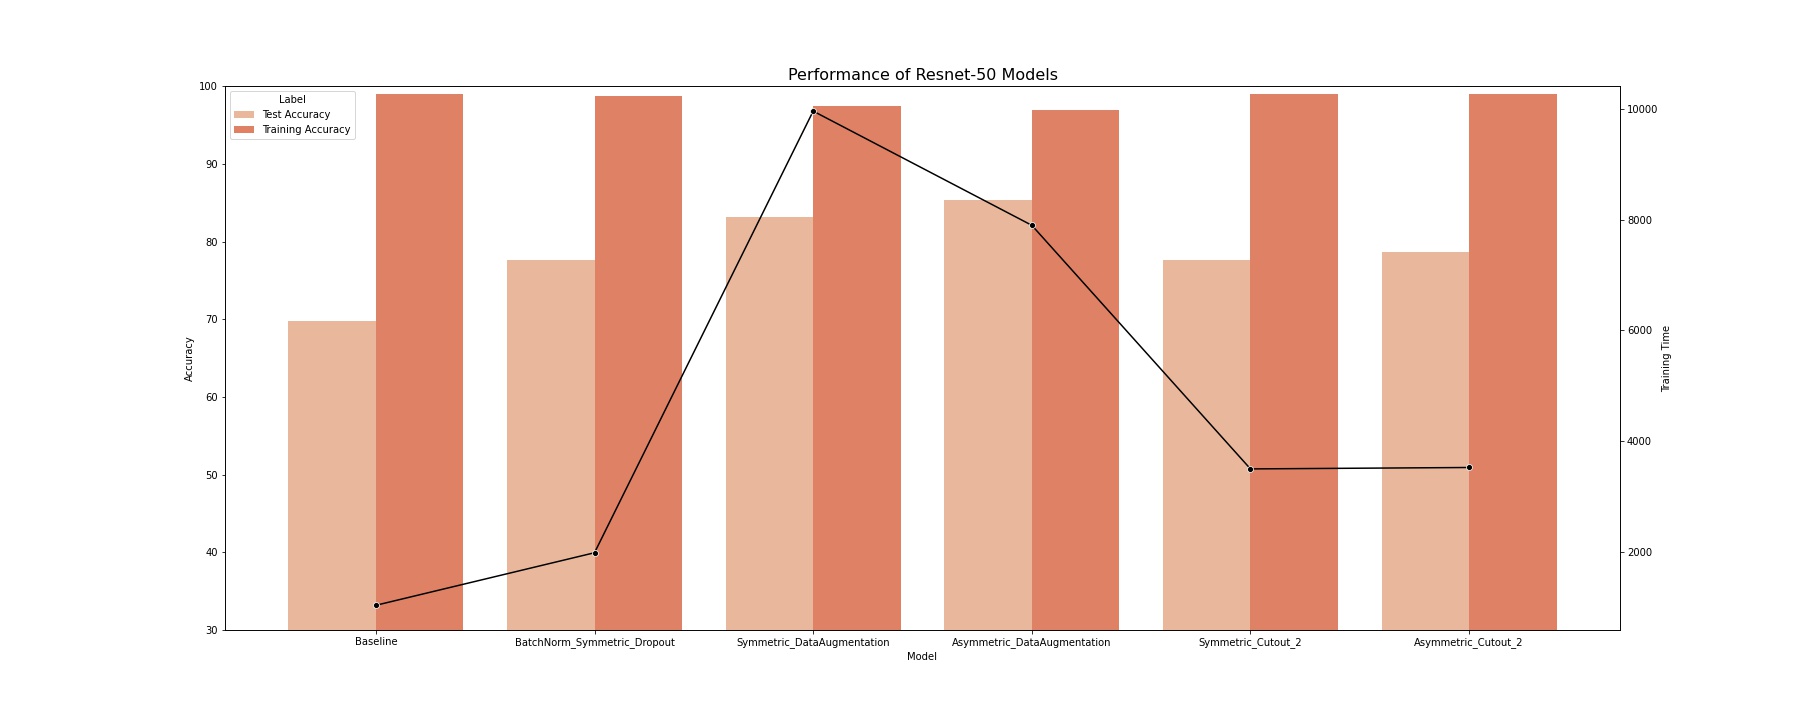 Performance of Resnet-50 Models
Label
Test Accuracy
Training Accuracy
100
90
80
70
60
50
40
30
Accuracy
10000
8000
6000
4000
2000
Training Time
Baseline
BatchNorm_Symmetric_Dropout
Symmetric_DataAugmentation
Asymmetric_DataAugmentation
Symmetric_Cutout_2
Asymmetric_Cutout_2
Model